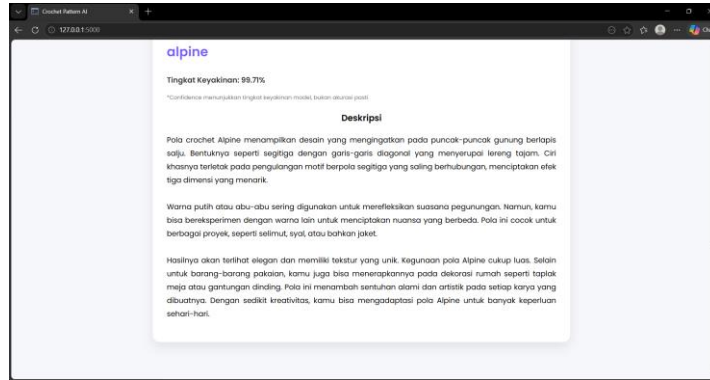 Crochet Pattern AI
127.0.0.1:5000
alpine
Tingkat Keyakinan: 99.71%
*Confidence menunjukkan tingkat keyakinan model, bukan akurasi pasti.
Deskripsi
Pola crochet Alpine menampilkan desain yang mengingatkan pada puncak-puncak gunung berlapis
salju. Bentuknya seperti segitiga dengan garis-garis diagonal yang menyerupai lereng tajam. Ciri
khasnya terletak pada pengulangan motif berpola segitiga yang saling berhubungan, menciptakan efek
tiga dimensi yang menarik.
Warna putih atau abu-abu sering digunakan untuk merefleksikan suasana pegunungan. Namun, kamu
bisa bereksperimen dengan warna lain untuk menciptakan nuansa yang berbeda. Pola ini cocok untuk
berbagai proyek, seperti selimut, syal, atau bahkan jaket.
Hasilnya akan terlihat elegan dan memiliki tekstur yang unik. Kegunaan pola Alpine cukup luas. Selain
untuk barang-barang pakaian, kamu juga bisa menerapkannya pada dekorasi rumah seperti taplak
meja atau gantungan dinding. Pola ini menambah sentuhan alami dan artistik pada setiap karya yang
dibuatnya. Dengan sedikit kreativitas, kamu bisa mengadaptasi pola Alpine untuk banyak keperluan
sehari-hari.